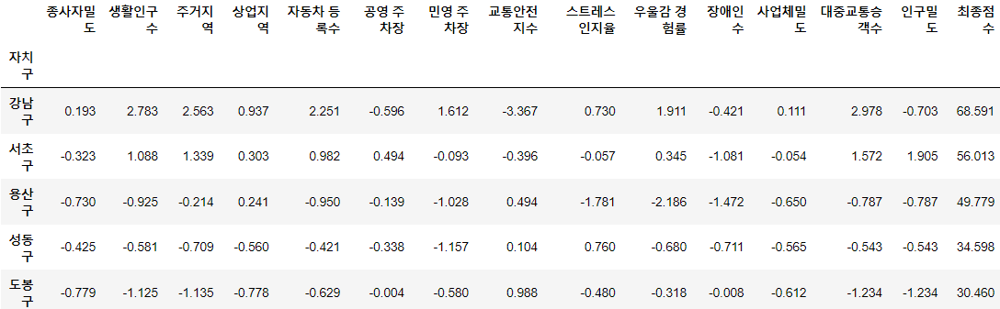 종사자밀 생활인구 주거지 상업지 자동차 등 공영 주 민영 주 교통안전 스트레스 우울감 경 장애인 사업체밀 대중교통승 인구밀 최종점
도 수 역 역 록수 차장 차장 지수 인지율 험률 수 도 객수 도 수
자치
구
강남
구 0.193 2.783 2.563 0.937 2.251 -0.596 1.612 -3.367 0.730 1.911 -0.421 0.111 2.978 -0.703 68.591
서초
구 -0.323 1.088 1.339 0.303 0.982 0.494 -0.093 -0.396 -0.057 0.345 -1.081 -0.054 1.572 1.905 56.013
용산
구 -0.730 -0.925 -0.214 0.241 -0.950 -0.139 -1.028 0.494 -1.781 -2.186 -1.472 -0.650 -0.787 -0.787 49.779
성동
구 -0.425 -0.581 -0.709 -0.560 -0.421 -0.338 -1.157 0.104 0.760 -0.680 -0.711 -0.565 -0.543 -0.543 34.598
도봉
구 -0.779 -1.125 -1.135 -0.778 -0.629 -0.004 -0.580 0.988 -0.480 -0.318 -0.008 -0.612 -1.234 -1.234 30.460